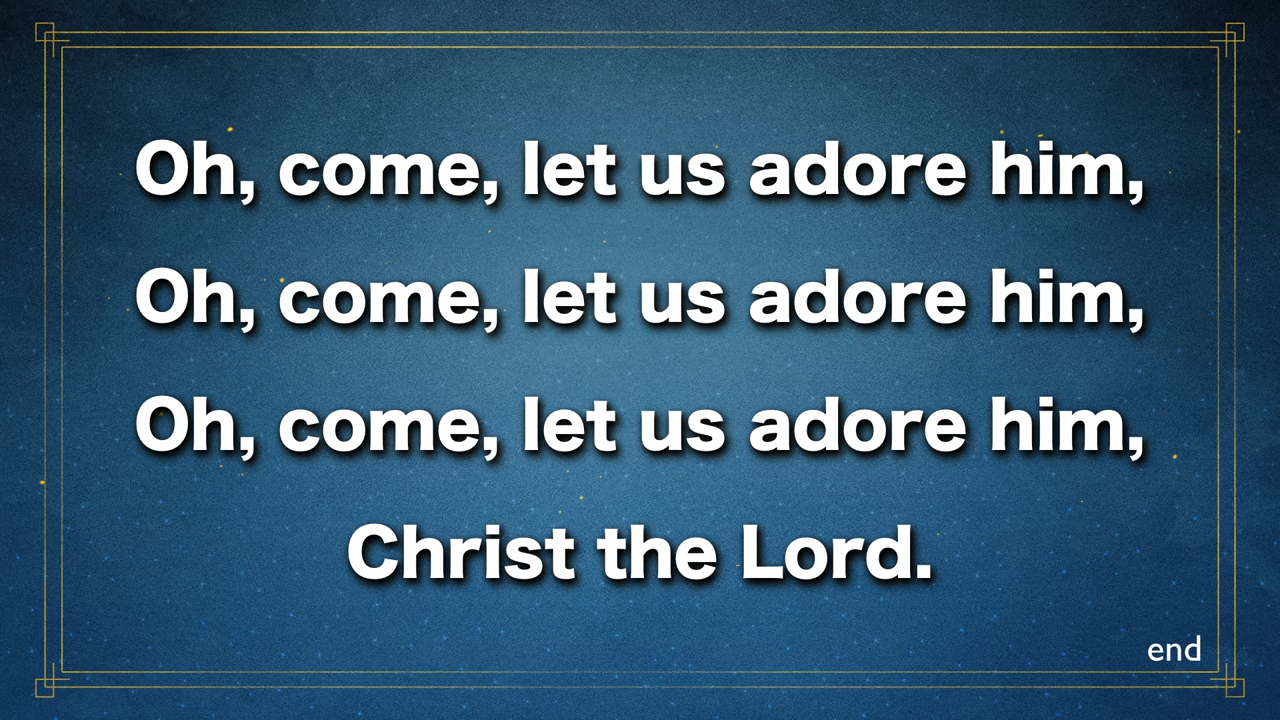 Oh, come, let us adore him,
Oh, come, let us adore him,
Oh, come, let us adore him,
Christ the Lord.
end